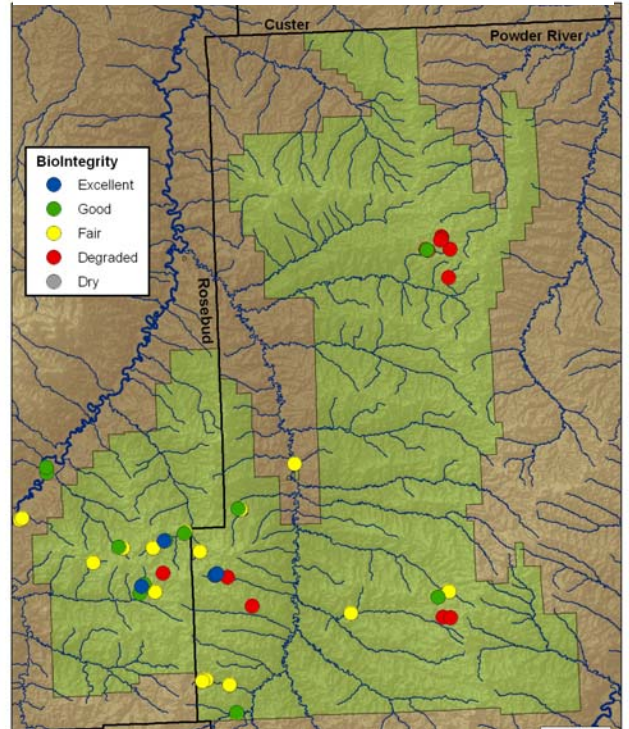 Custer
Powder River
BioIntegrity
Excellent
Good
Fair
Degraded
Dry
Rosebud